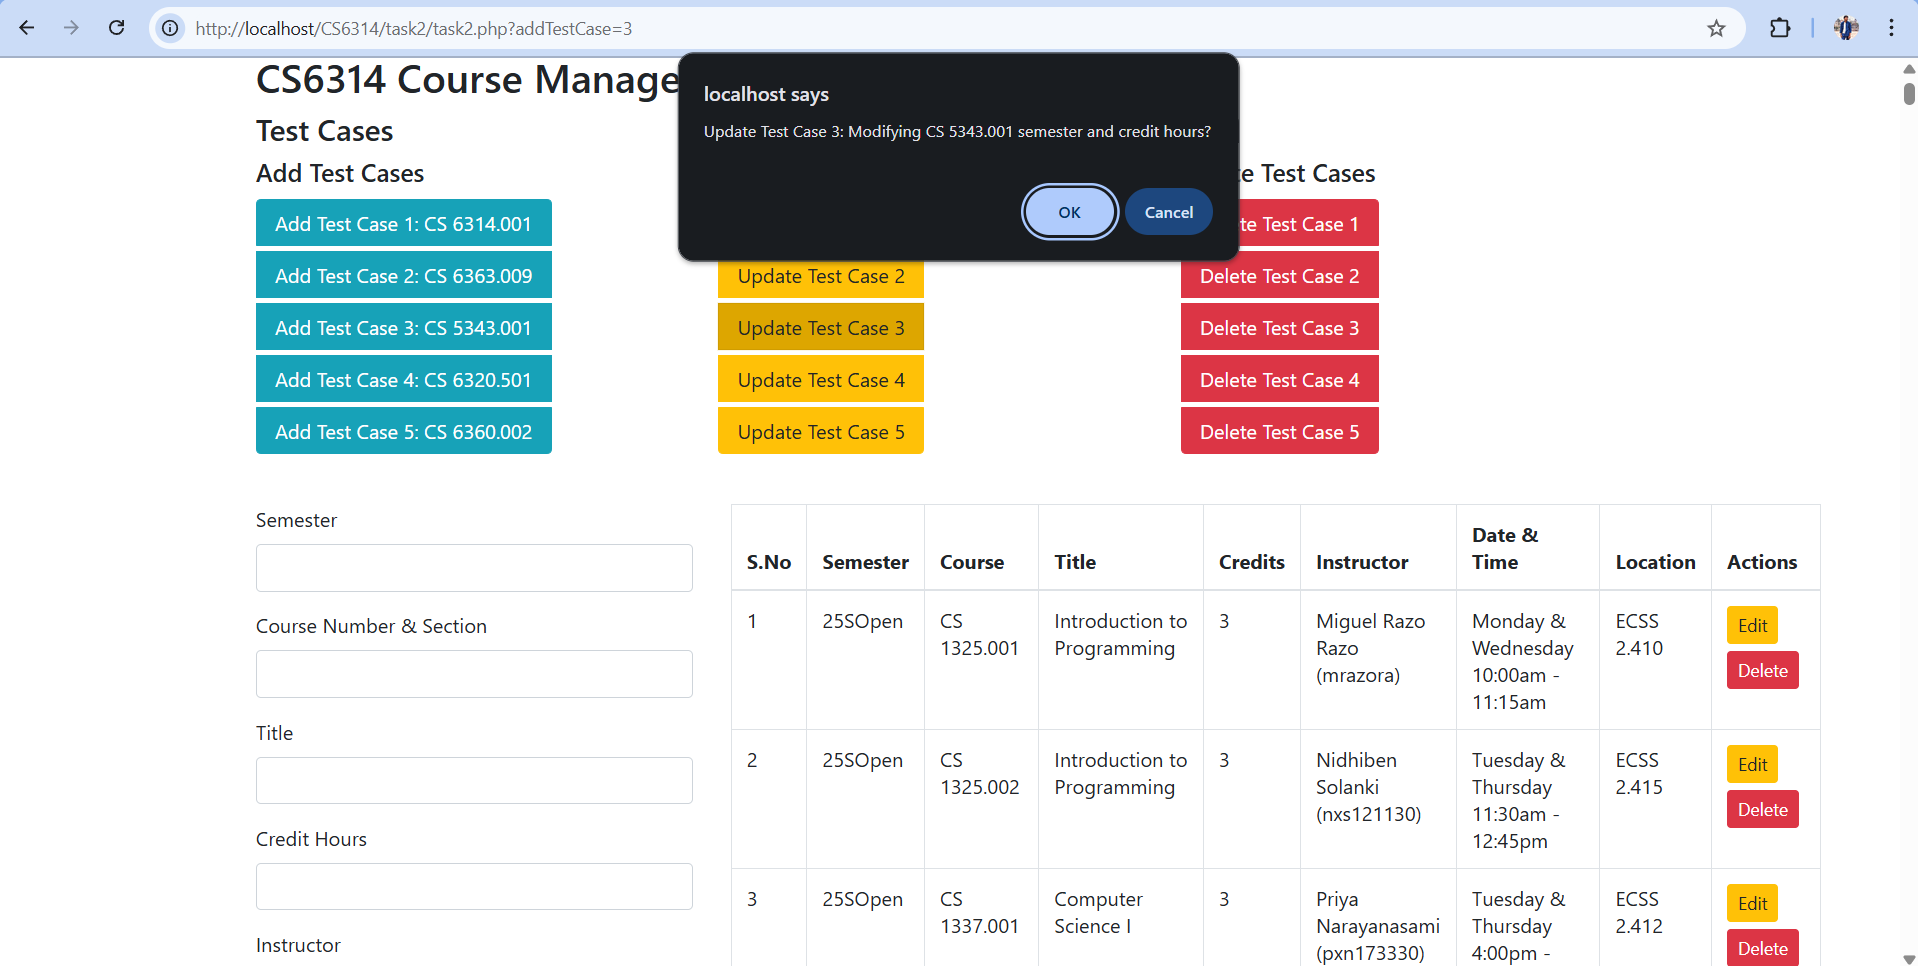 http://localhost/CS6314/task2/task2.php?addTestCase=3
CS6314 Course Manage
localhost says
Update Test Case 3: Modifying CS 5343.001 semester and credit hours?
OK
Cancel
Test Cases
Add Test Cases
Add Test Case 1: CS 6314.001
Add Test Case 2: CS 6363.009
Add Test Case 3: CS 5343.001
Add Test Case 4: CS 6320.501
Add Test Case 5: CS 6360.002
Update Test Case 2
Update Test Case 3
Update Test Case 4
Update Test Case 5
te Test Cases
te Test Case 1
Delete Test Case 2
Delete Test Case 3
Delete Test Case 4
Delete Test Case 5
Semester
Course Number & Section
Title
Credit Hours
Instructor
S.No Semester Course Title Credits Instructor Date & Time Location Actions
1 25SOpen CS 1325.001 Introduction to Programming 3 Miguel Razo Razo (mrazora) Monday & Wednesday 10:00am - 11:15am ECSS 2.410 Edit Delete
2 25SOpen CS 1325.002 Introduction to Programming 3 Nidhiben Solanki (nxs121130) Tuesday & Thursday 11:30am - 12:45pm ECSS 2.415 Edit Delete
3 25SOpen CS 1337.001 Computer Science I 3 Priya Narayanasami (pxn173330) Tuesday & Thursday 4:00pm - ECSS 2.412 Edit Delete